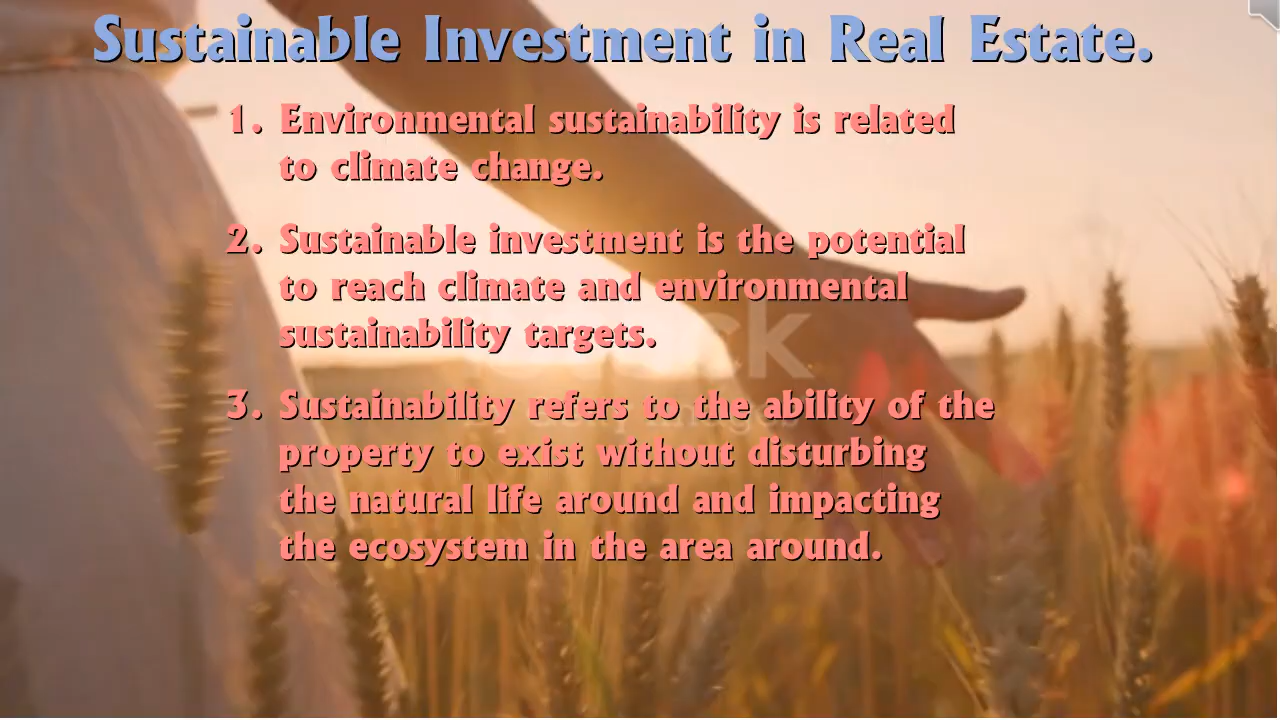 Sustainable Investment in Real Estate.
1. Environmental sustainability is related
to climate change.
2. Sustainable investment is the potential
to reach climate and environmental
sustainability targets.
3. Sustainability refers to the ability of the
property to exist without disturbing
the natural life around and impacting
the ecosystem in the area around.